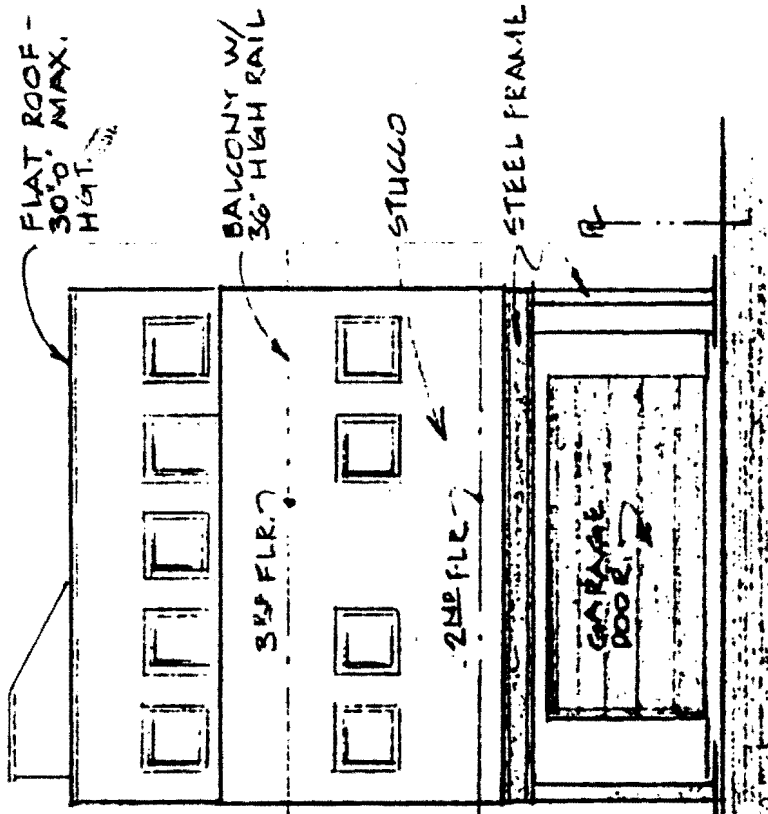 FLAT ROOF -
30'-0" MAX.
HGT.
BALCONY W/
36" HIGH RAIL
STUCCO
STEEL FRAME
PL
3RD FLR.
2ND FLR.
GARAGE
DOOR.